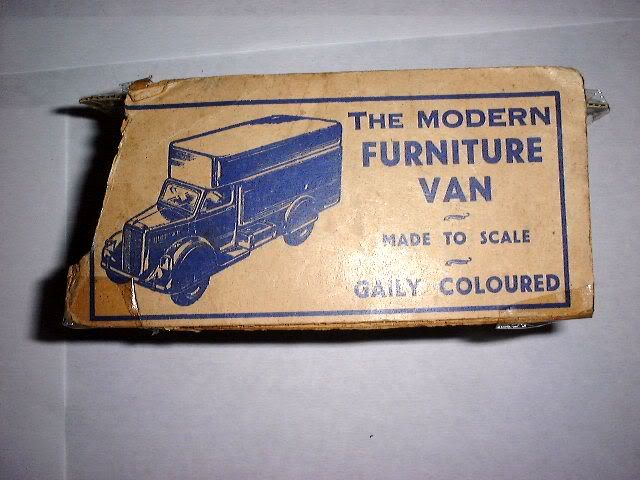 THE MODERN
FURNITURE
VAN
MADE TO SCALE
GAILY COLOURED